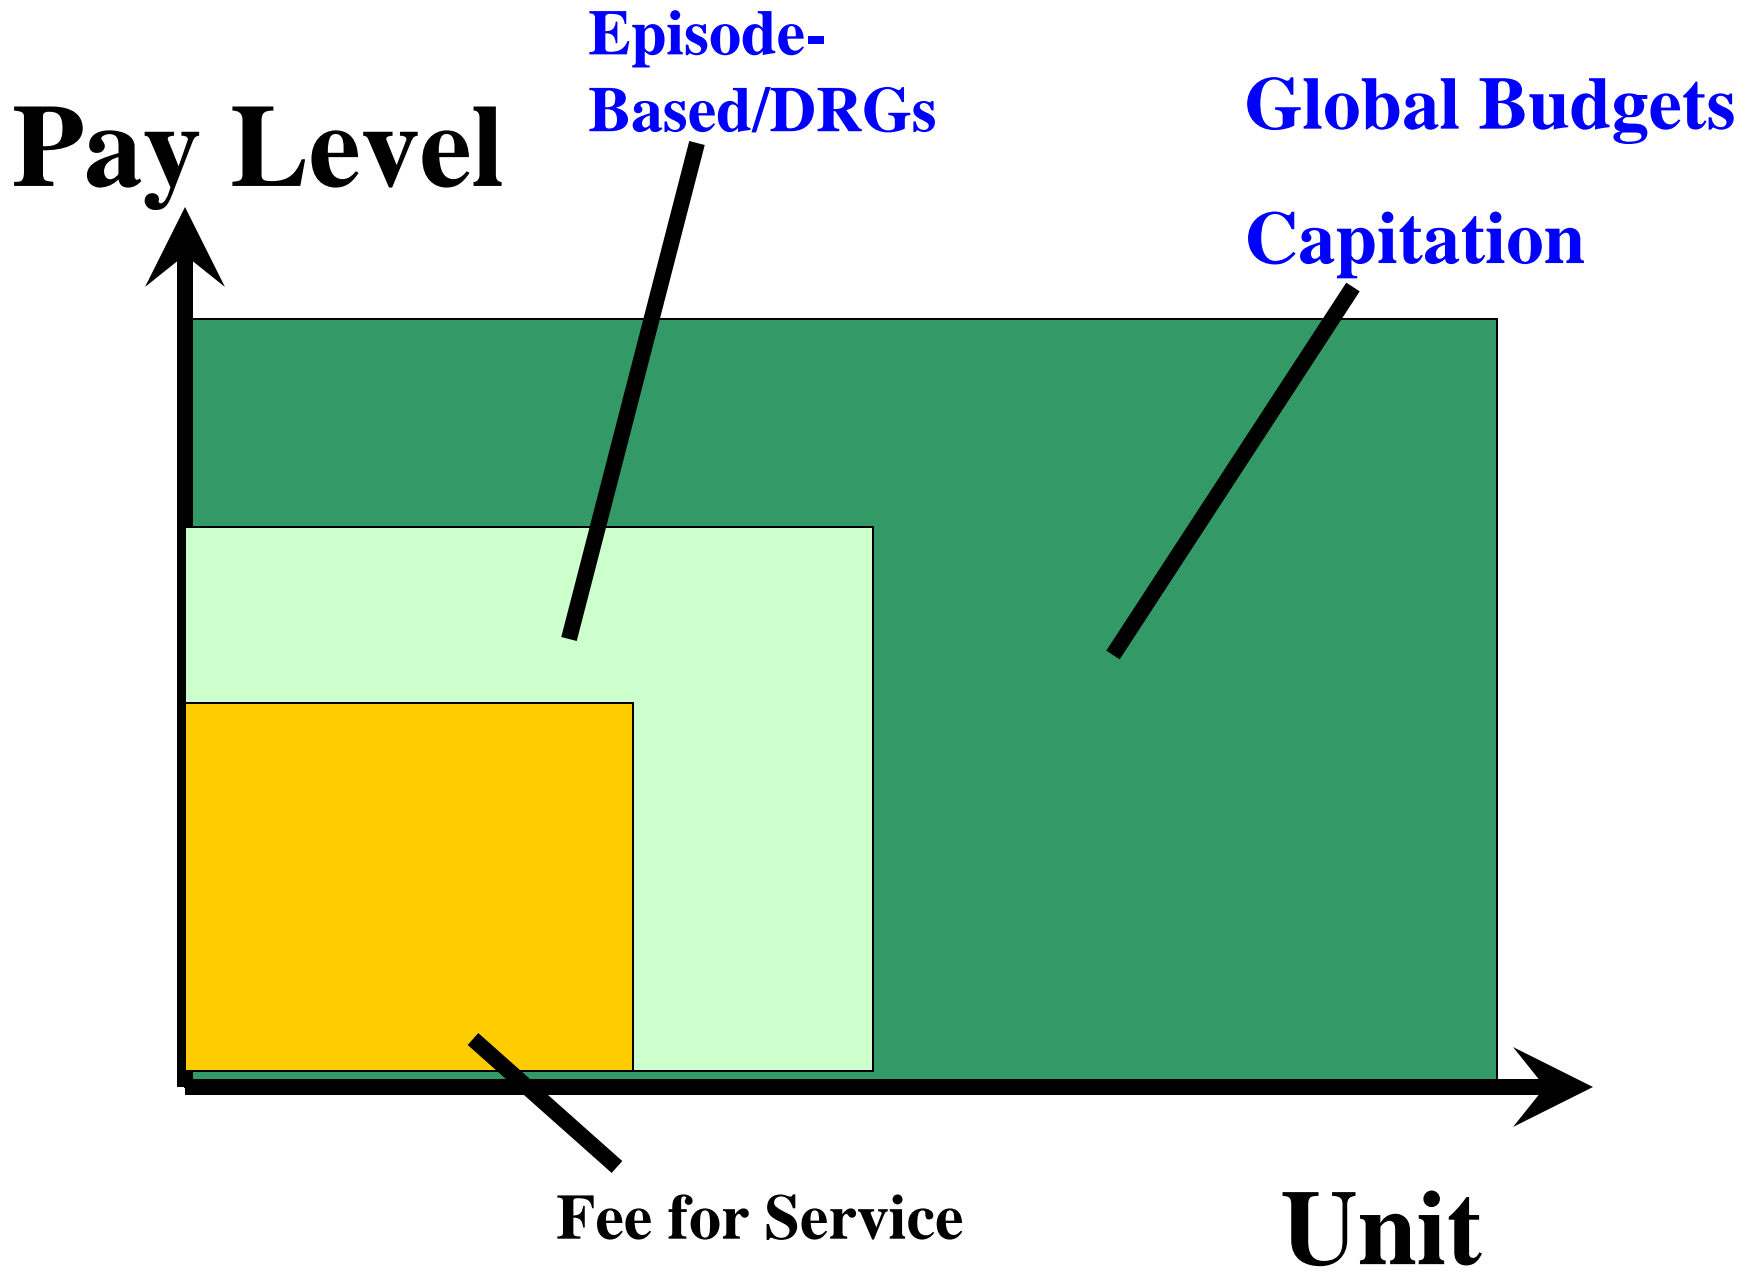 Episode-
Based/DRGs
Global Budgets
Pay Level
Capitation
Fee for Service
Unit